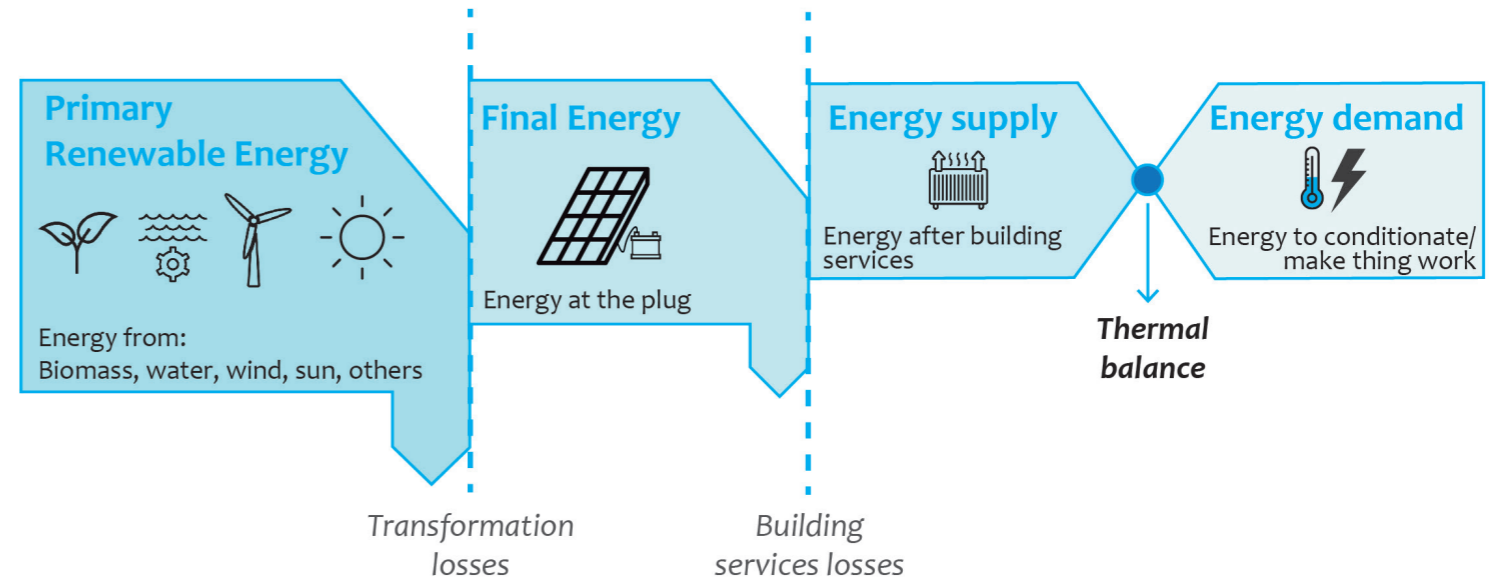 Primary
Renewable Energy
Energy from:
Biomass, water, wind, sun, others
Transformation
losses
Final Energy
Energy at the plug
Building
services losses
Energy supply
Energy after building
services
Thermal
balance
Energy demand
Energy to conditionate/
make thing work